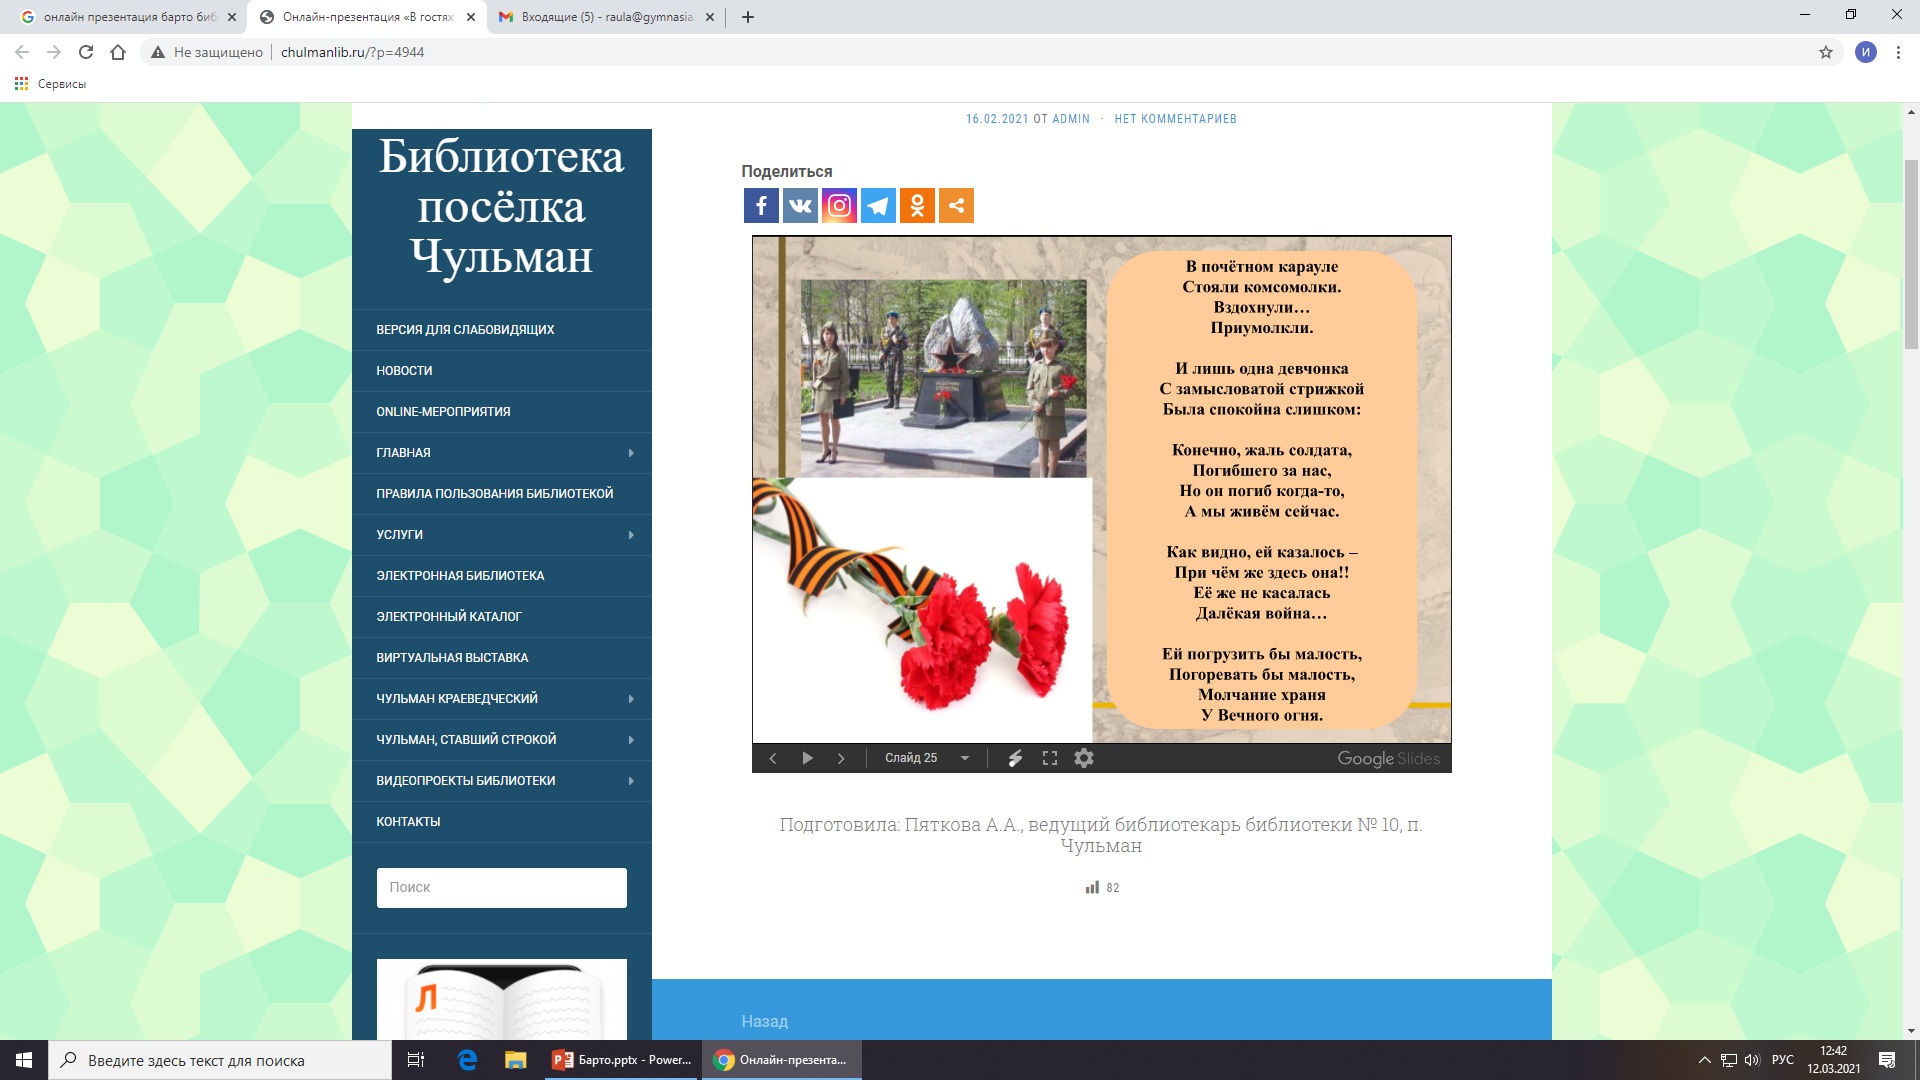 онлайн презентация барто биб
Онлайн-презентация «В гостях
Входящие (5) - raula@gymnasia.
Не защищено
chulmanlib.ru/?p=4944
И
Сервисы
16.02.2021 ОТ ADMIN · НЕТ КОММЕНТАРИЕВ
Библиотека
посёлка
Чульман
ВЕРСИЯ ДЛЯ СЛАБОВИДЯЩИХ
НОВОСТИ
ONLINE-МЕРОПРИЯТИЯ
ГЛАВНАЯ
ПРАВИЛА ПОЛЬЗОВАНИЯ БИБЛИОТЕКОЙ
УСЛУГИ
ЭЛЕКТРОННАЯ БИБЛИОТЕКА
ЭЛЕКТРОННЫЙ КАТАЛОГ
ВИРТУАЛЬНАЯ ВЫСТАВКА
ЧУЛЬМАН КРАЕВЕДЧЕСКИЙ
ЧУЛЬМАН, СТАВШИЙ СТРОКОЙ
ВИДЕОПРОЕКТЫ БИБЛИОТЕКИ
КОНТАКТЫ
Поиск
Л
Поделиться
В почётном карауле
Стояли комсомолки.
Вздохнули…
Приумолкли.
И лишь одна девчонка
С замысловатой стрижкой
Была спокойна слишком:
Конечно, жаль солдата,
Погибшего за нас,
Но он погиб когда-то,
А мы живём сейчас.
Как видно, ей казалось –
При чём же здесь она!!
Её же не касалась
Далёкая война…
Ей погрузить бы малость,
Погоревать бы малость,
Молчание храня
У Вечного огня.
Слайд 25
Google Slides
Подготовила: Пяткова А.А., ведущий библиотекарь библиотеки № 10, п.
Чульман
82
Назад
Введите здесь текст для поиска
Барто.pptx - Power...
Онлайн-презента...
РУС
12:42
12.03.2021